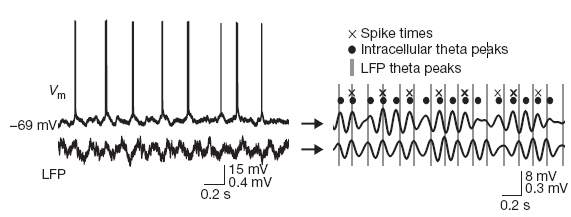 × Spike times
● Intracellular theta peaks
LFP theta peaks
Vm
−69 mV
LFP
15 mV
0.4 mV
0.2 s
8 mV
0.3 mV
0.2 s